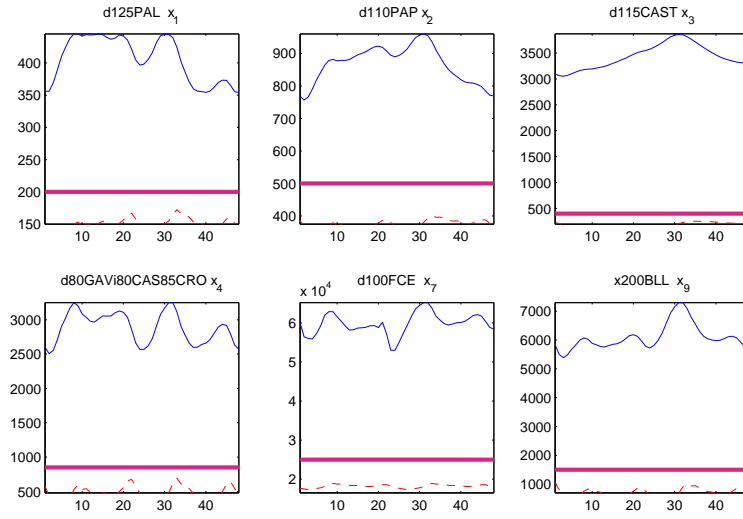 d125PAL x1 d110PAP x2 d115CAST x3
400 350 300 250 200 150
10 20 30 40
900 800 700 600 500 400
10 20 30 40
3500 3000 2500 2000 1500 1000 500
10 20 30 40
d80GAVi80CAS85CRO x4 d100FCE x7 x200BLL x9
3000 2500 2000 1500 1000 500
10 20 30 40
x 10^4
6 5 4 3 2
10 20 30 40
7000 6000 5000 4000 3000 2000 1000
10 20 30 40